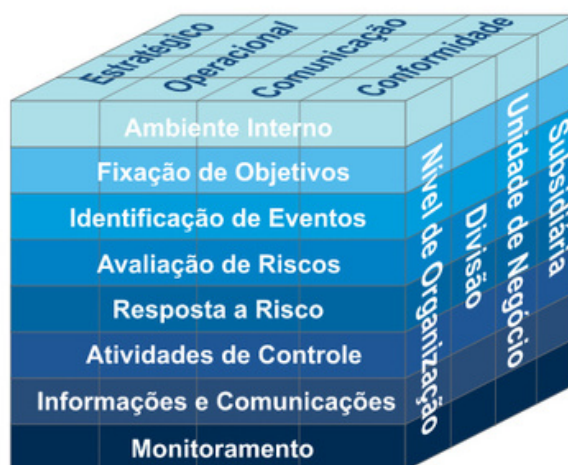 Estratégico
Operacional
Comunicação
Conformidade
Ambiente Interno
Fixação de Objetivos
Identificação de Eventos
Avaliação de Riscos
Resposta a Risco
Atividades de Controle
Informações e Comunicações
Monitoramento
Nível de Organização
Divisão
Unidade de Negócio
Subsidiária